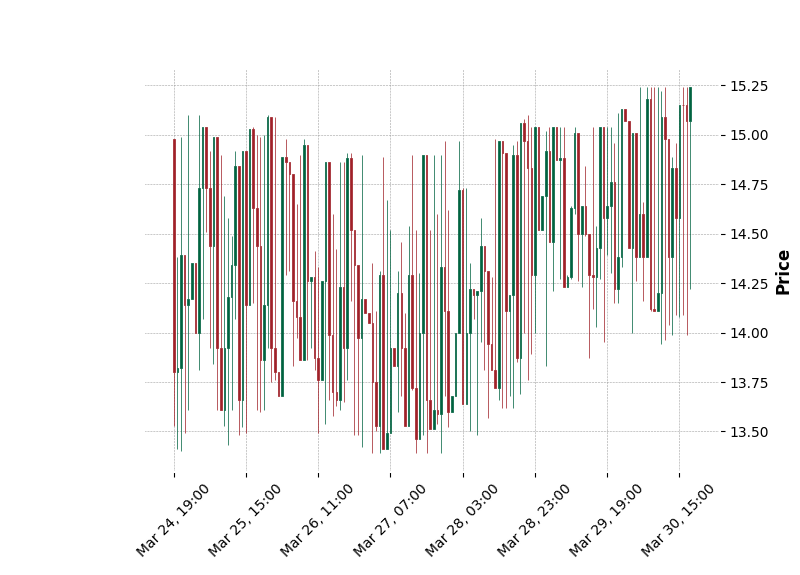 15.25
15.00
14.75
14.50
14.25
14.00
13.75
13.50
Price
Mar 24, 19:00
Mar 25, 15:00
Mar 26, 11:00
Mar 27, 07:00
Mar 28, 03:00
Mar 28, 23:00
Mar 29, 19:00
Mar 30, 15:00